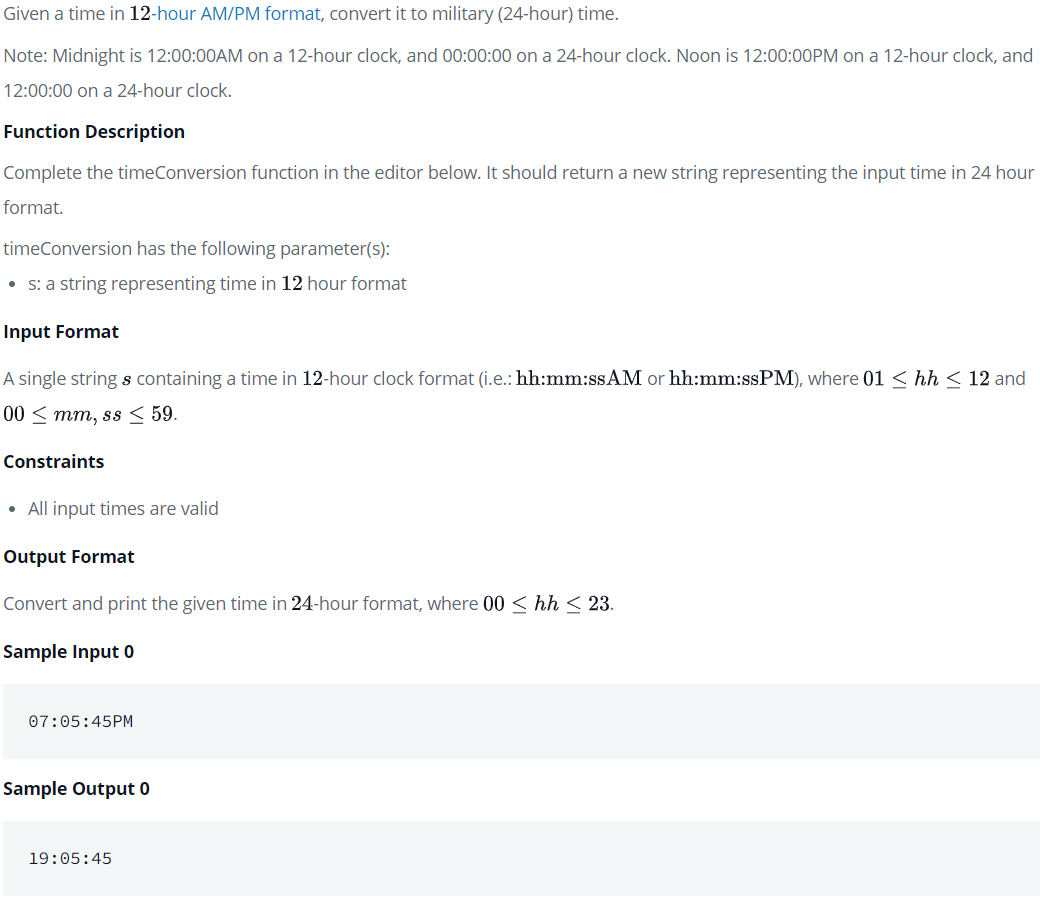 Given a time in 12-hour AM/PM format, convert it to military (24-hour) time.
Note: Midnight is 12:00:00AM on a 12-hour clock, and 00:00:00 on a 24-hour clock. Noon is 12:00:00PM on a 12-hour clock, and
12:00:00 on a 24-hour clock.
Function Description
Complete the timeConversion function in the editor below. It should return a new string representing the input time in 24 hour
format.
timeConversion has the following parameter(s):
• s: a string representing time in 12 hour format
Input Format
A single string s containing a time in 12-hour clock format (i.e.: hh:mm:ssAM or hh:mm:ssPM), where 01 ≤ hh ≤ 12 and
00 ≤ mm, ss ≤ 59.
Constraints
• All input times are valid
Output Format
Convert and print the given time in 24-hour format, where 00 ≤ hh ≤ 23.
Sample Input 0
07:05:45PM
Sample Output 0
19:05:45